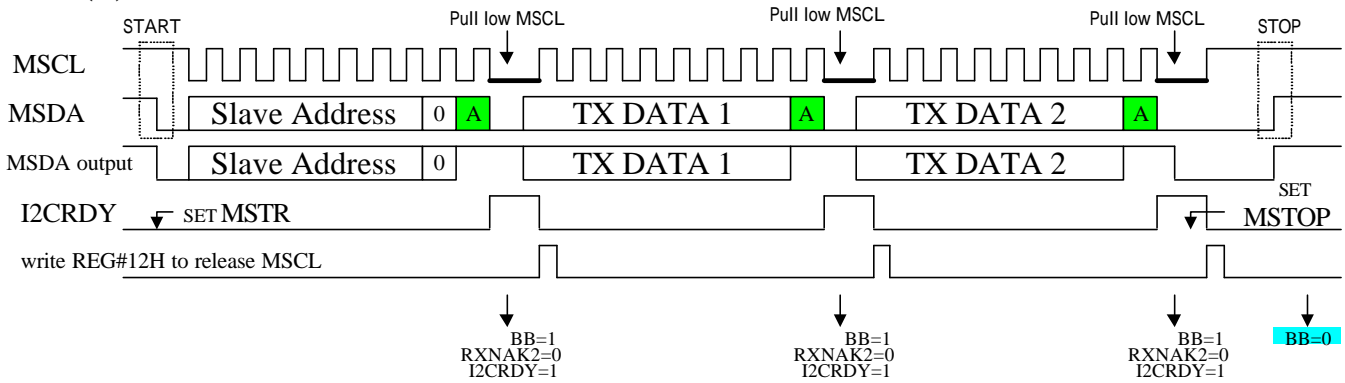 START Pull low MSCL Pull low MSCL Pull low MSCL STOP
MSCL
MSDA Slave Address 0 A TX DATA 1 A TX DATA 2 A
MSDA output Slave Address 0 TX DATA 1 TX DATA 2
I2CRDY SET MSTR SET MSTOP
write REG#12H to release MSCL
BB=1 BB=1 BB=1 BB=0
RXNAK2=0 RXNAK2=0 RXNAK2=0
I2CRDY=1 I2CRDY=1 I2CRDY=1